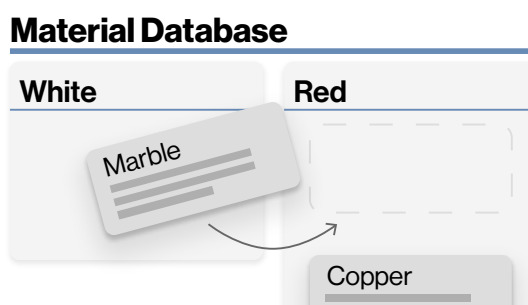 Material Database
White
Red
Marble
Copper